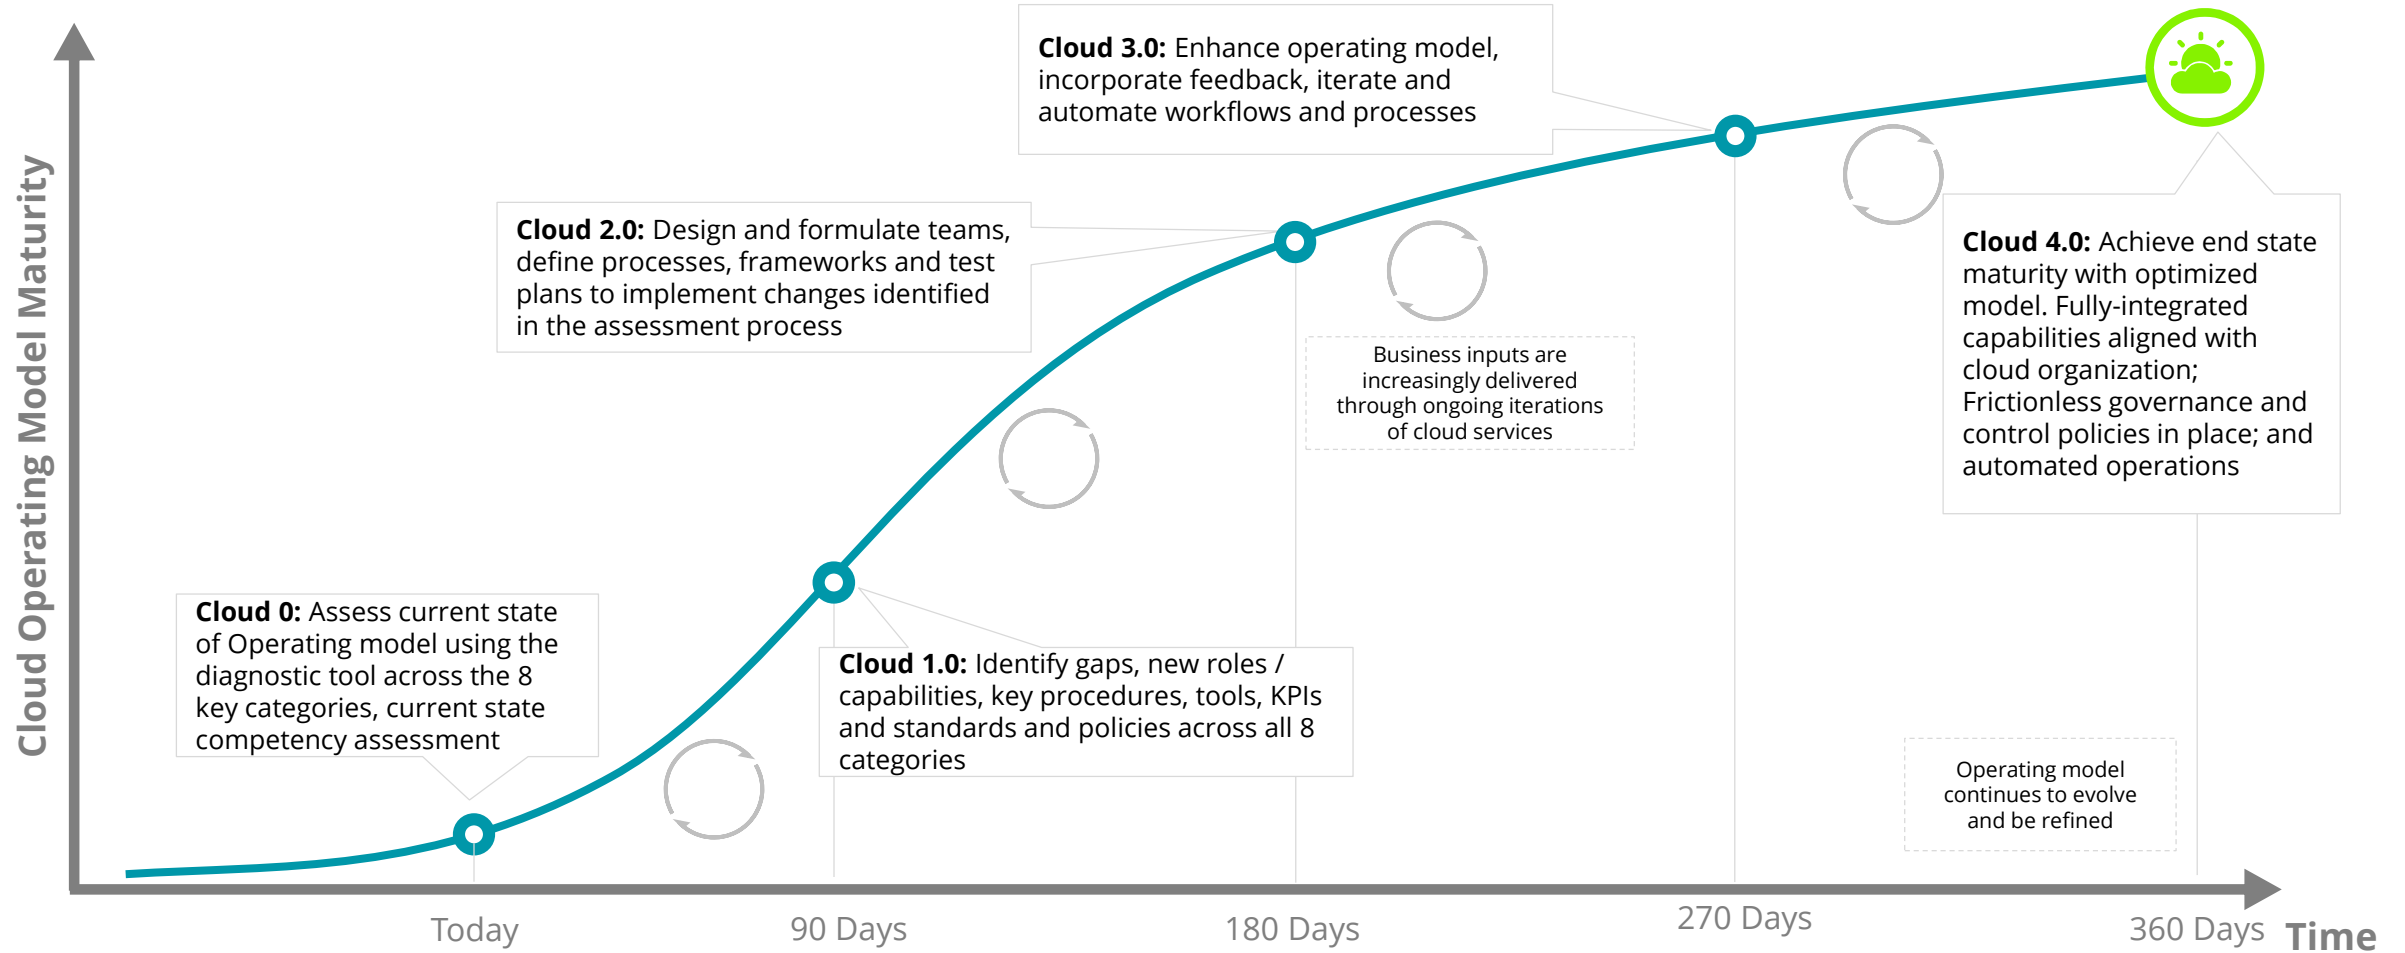 Cloud Operating Model Maturity
Cloud 3.0: Enhance operating model,
incorporate feedback, iterate and
automate workflows and processes
Cloud 2.0: Design and formulate teams,
define processes, frameworks and test
plans to implement changes identified
in the assessment process
Cloud 4.0: Achieve end state
maturity with optimized
model. Fully-integrated
capabilities aligned with
cloud organization;
Frictionless governance and
control policies in place; and
automated operations
Business inputs are
increasingly delivered
through ongoing iterations
of cloud services
Cloud 0: Assess current state
of Operating model using the
diagnostic tool across the 8
key categories, current state
competency assessment
Cloud 1.0: Identify gaps, new roles /
capabilities, key procedures, tools, KPIs
and standards and policies across all 8
categories
Operating model
continues to evolve
and be refined
Today
90 Days
180 Days
270 Days
360 Days
Time